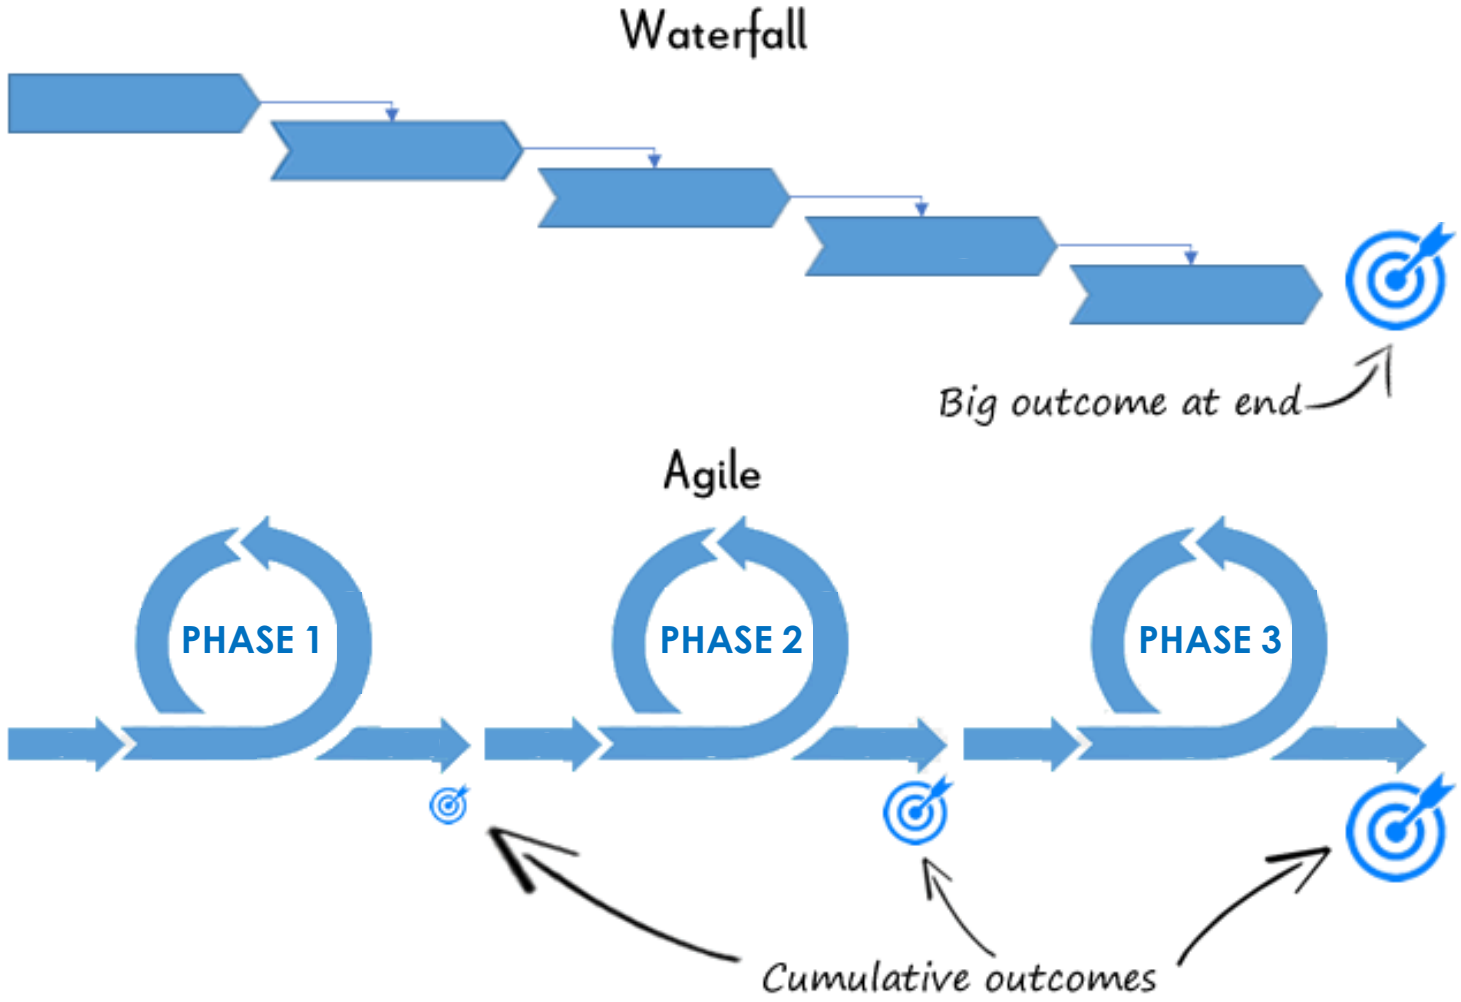 Waterfall
Big outcome at end
Agile
PHASE 1
PHASE 2
PHASE 3
Cumulative outcomes